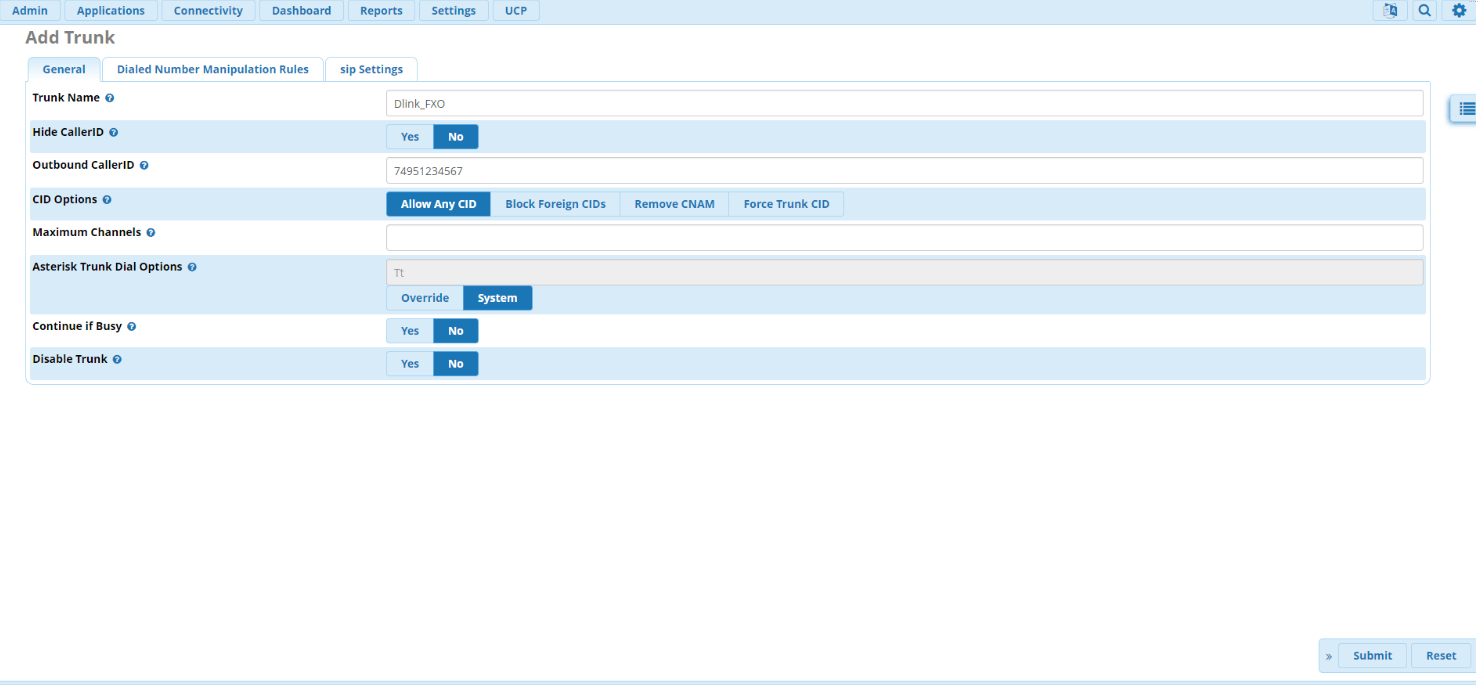 Admin Applications Connectivity Dashboard Reports Settings UCP
Add Trunk
General Dialed Number Manipulation Rules sip Settings
Trunk Name Dlink_FXO
Hide CallerID Yes No
Outbound CallerID 74951234567
CID Options Allow Any CID Block Foreign CIDs Remove CNAM Force Trunk CID
Maximum Channels
Asterisk Trunk Dial Options Tt
Override System
Continue if Busy Yes No
Disable Trunk Yes No
» Submit Reset